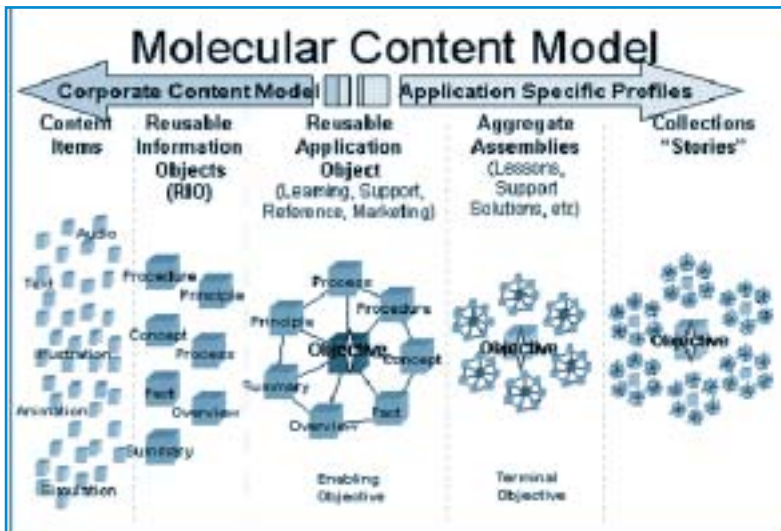 Molecular Content Model
Corporate Content Model
Application Specific Profiles
Content
Items
Reusable
Information
Objects
(RIO)
Reusable
Application
Object
(Learning, Support,
Reference, Marketing)
Aggregate
Assemblies
(Lessons,
Support
Solutions, etc)
Collections
"Stories"
Audio
Text
Illustration
Animation
Simulation
Procedure
Principle
Concept
Process
Fact
Overview
Summary
Process
Procedure
Principle
Objective
Concept
Summary
Fact
Overview
Enabling
Objective
Objective
Terminal
Objective
Objective